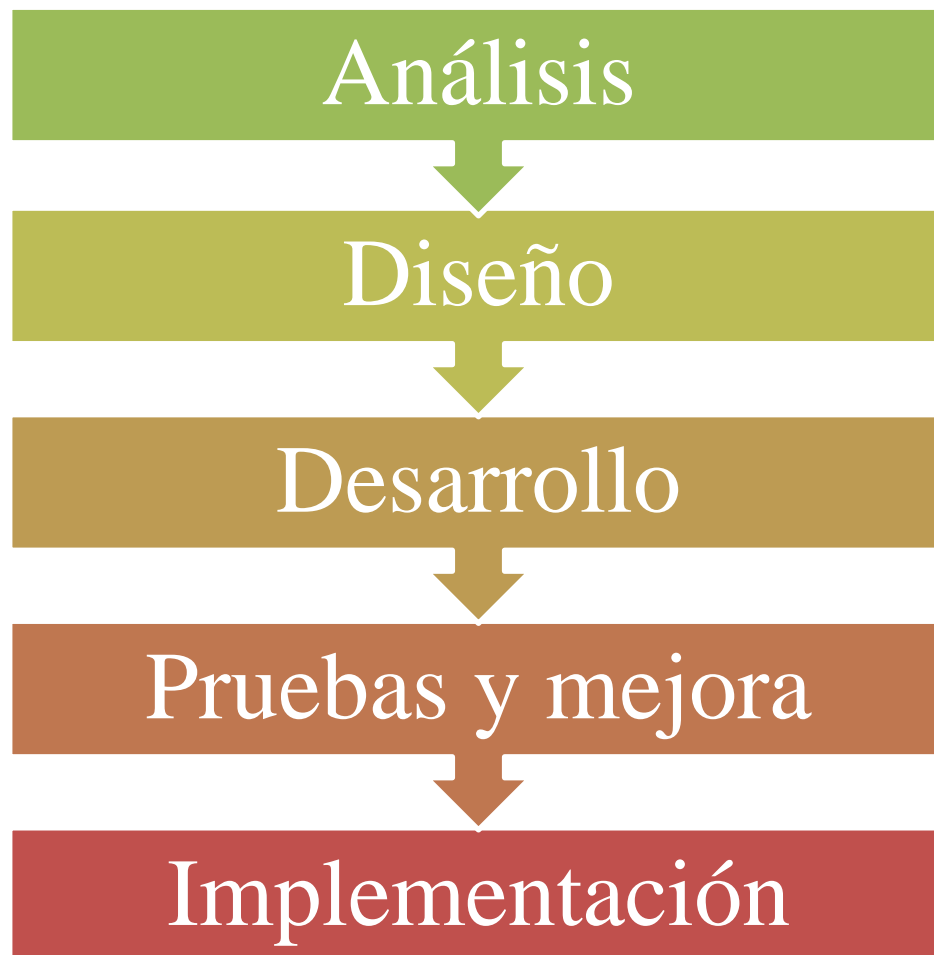 Análisis
Diseño
Desarrollo
Pruebas y mejora
Implementación